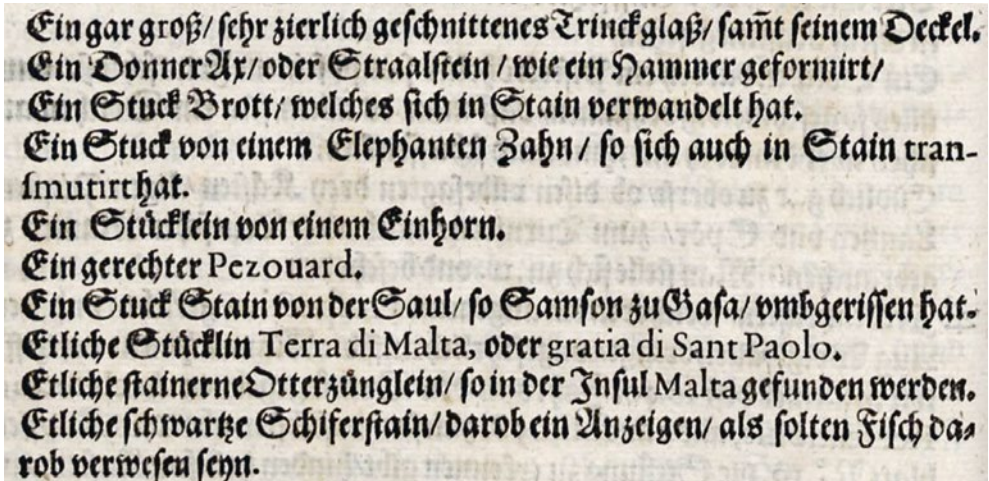 Ein gar groß/ sehr zierlich geschnittenes Trinckglaß/ sam̃t seinem Deckel.
Ein Donner Ax/ oder Straalstein / wie ein Hammer geformirt/
Ein Stuck Brott/ welches sich in Stain verwandelt hat.
Ein Stuck von einem Elephanten Zahn / so sich auch in Stain tran-
smutirt hat.
Ein Stücklein von einem Einhorn.
Ein gerechter Pezouard.
Ein Stuck Stain von der Saul/ so Samson zu Gasa/ vmbgerissen hat.
Etliche Stücklin Terra di Malta, oder gratia di Sant Paolo.
Etliche stainerne Otterzünglein/ so in der Insul Malta gefunden werden.
Etliche schwartze Schiferstain/ darob ein Anzeigen/ als solten Fisch da-
rob verwesen seyn.